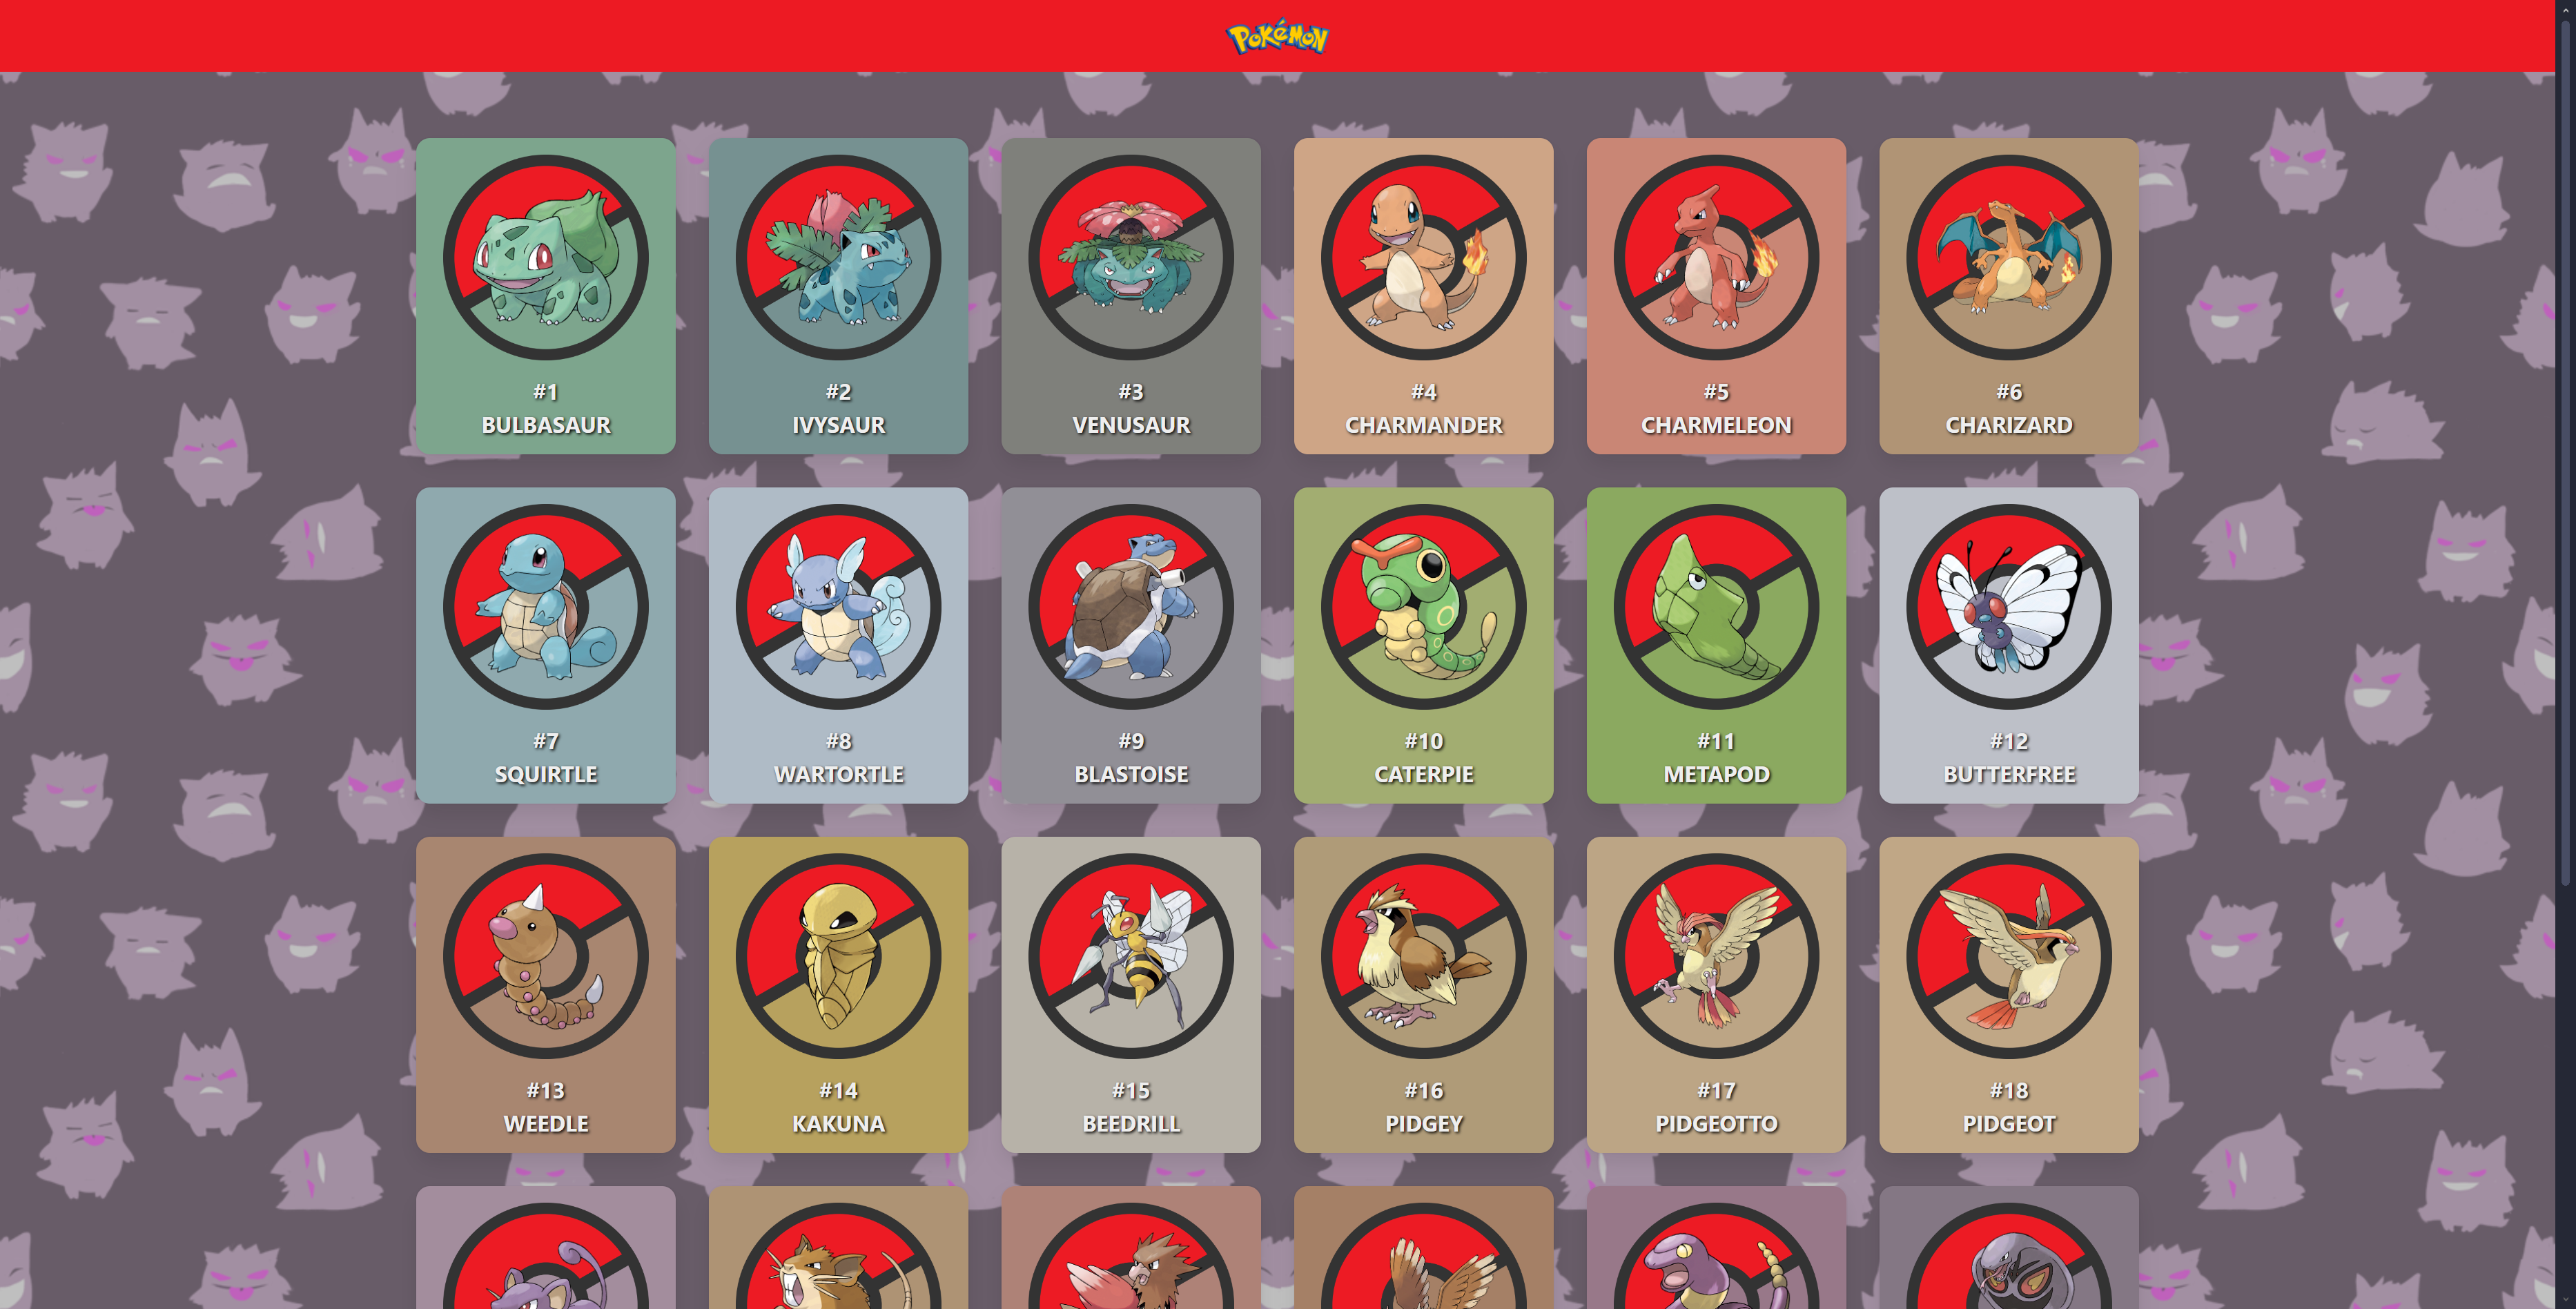 Pokémon
#1
BULBASAUR
#2
IVYSAUR
#3
VENUSAUR
#4
CHARMANDER
#5
CHARMELEON
#6
CHARIZARD
#7
SQUIRTLE
#8
WARTORTLE
#9
BLASTOISE
#10
CATERPIE
#11
METAPOD
#12
BUTTERFREE
#13
WEEDLE
#14
KAKUNA
#15
BEEDRILL
#16
PIDGEY
#17
PIDGEOTTO
#18
PIDGEOT